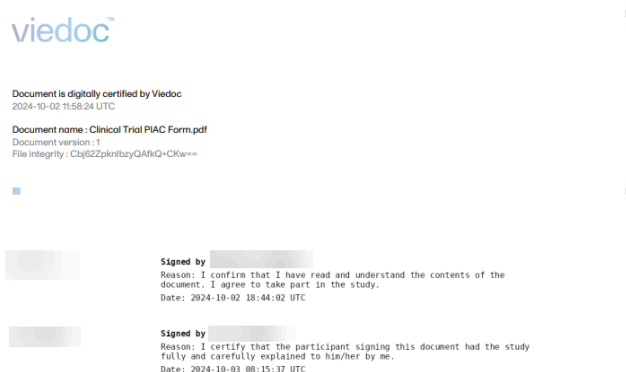 viedoc™
Document is digitally certified by Viedoc
2024-10-02 11:58:24 UTC
Document name : Clinical Trial PIAC Form.pdf
Document version : 1
File integrity : Cbj62ZpknlbzyQAfkQ+CKw==
Signed by
Reason: I confirm that I have read and understand the contents of the
document. I agree to take part in the study.
Date: 2024-10-02 18:44:02 UTC
Signed by
Reason: I certify that the participant signing this document had the study
fully and carefully explained to him/her by me.
Date: 2024-10-03 08:15:37 UTC